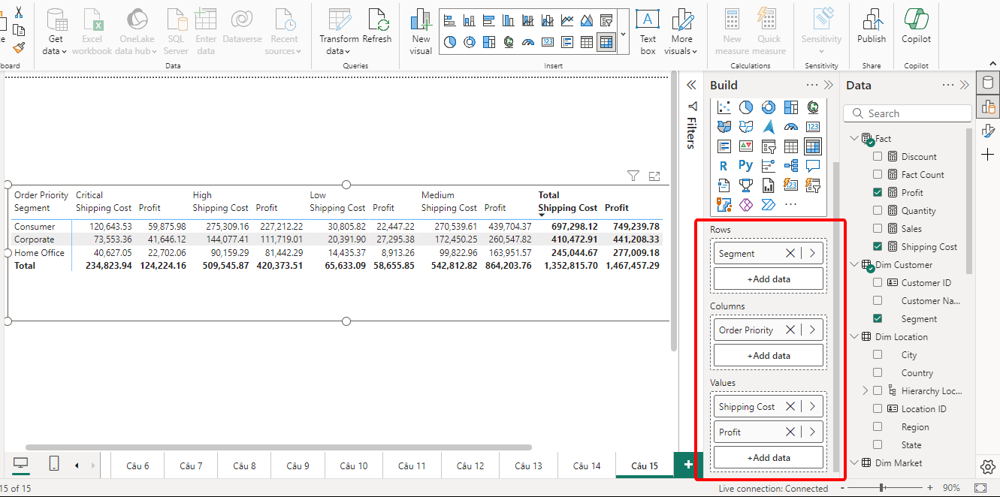 Get data
Excel workbook
OneLake data hub
SQL Server
Enter data
Dataverse
Recent sources
Transform data
Refresh
New visual
Text box
More visuals
New measure
Quick measure
Sensitivity
Publish
Copilot
board
Data
Queries
Insert
Calculations
Sensitivity
Share
Copilot
Order Priority Critical High Low Medium Total
Segment Shipping Cost Profit Shipping Cost Profit Shipping Cost Profit Shipping Cost Profit Shipping Cost Profit
Consumer 120,643.53 59,875.98 275,309.16 227,212.22 30,805.82 22,447.22 270,539.61 439,704.37 697,298.12 749,239.78
Corporate 73,553.36 41,646.12 144,077.41 111,719.01 20,391.90 27,295.38 172,450.25 260,547.82 410,472.91 441,208.33
Home Office 40,627.05 22,702.06 90,159.29 81,442.29 14,435.37 8,913.26 99,822.96 163,951.57 245,044.67 277,009.18
Total 234,823.94 124,224.16 509,545.87 420,373.51 65,633.09 58,655.85 542,812.82 864,203.76 1,352,815.70 1,467,457.29
Filters
Build
R
Py
123
Rows
Segment
+Add data
Columns
Order Priority
+Add data
Values
Shipping Cost
Profit
+Add data
Data
Search
Fact
Discount
Fact Count
Profit
Quantity
Sales
Shipping Cost
Dim Customer
Customer ID
Customer Na...
Segment
Dim Location
City
Country
Hierarchy Loc...
Location ID
Region
State
Dim Market
Câu 6
Câu 7
Câu 8
Câu 9
Câu 10
Câu 11
Câu 12
Câu 13
Câu 14
Câu 15
15 of 15
Live connection: Connected
- + 90%